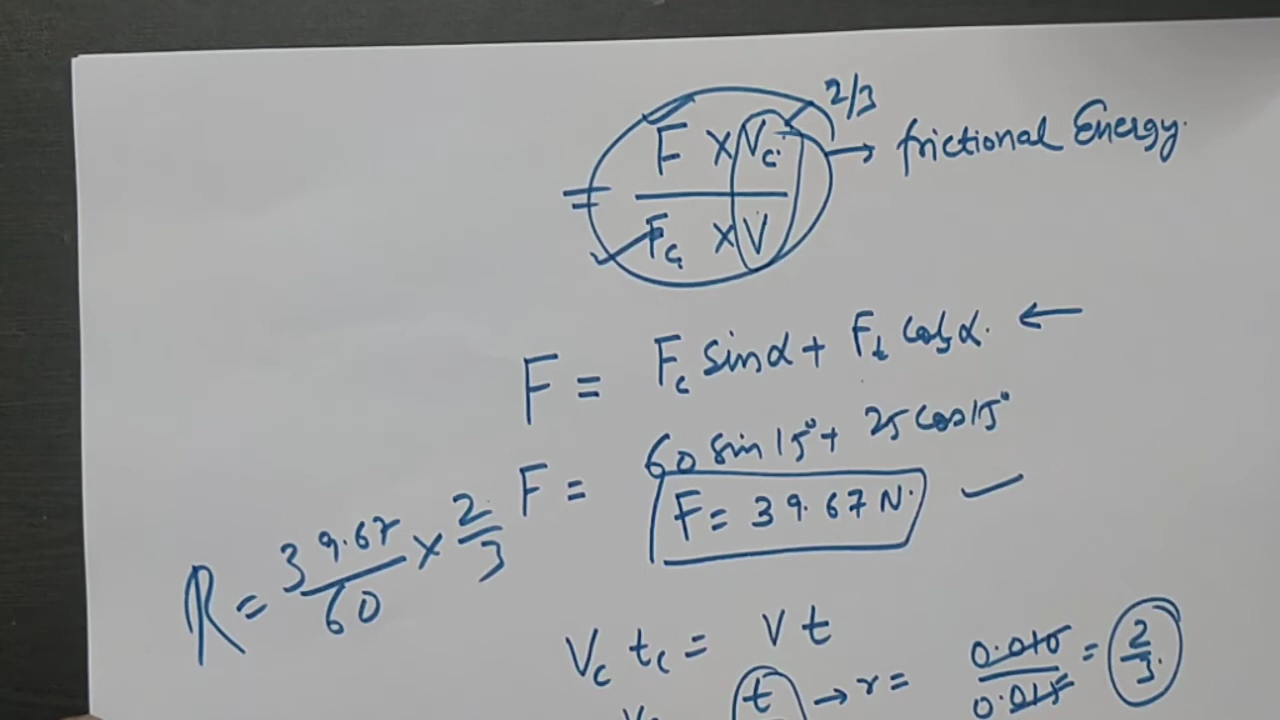 2/3
= F × Vc / Fc × V → frictional Energy.
F = Fc sinα + Ft cosα. ←
F = 60 sin 15° + 25 cos 15°
F = 39.67 N.
R = 39.67/60 × 2/3
Vc tc = V t
t → r = 0.010/0.015 = 2/3.